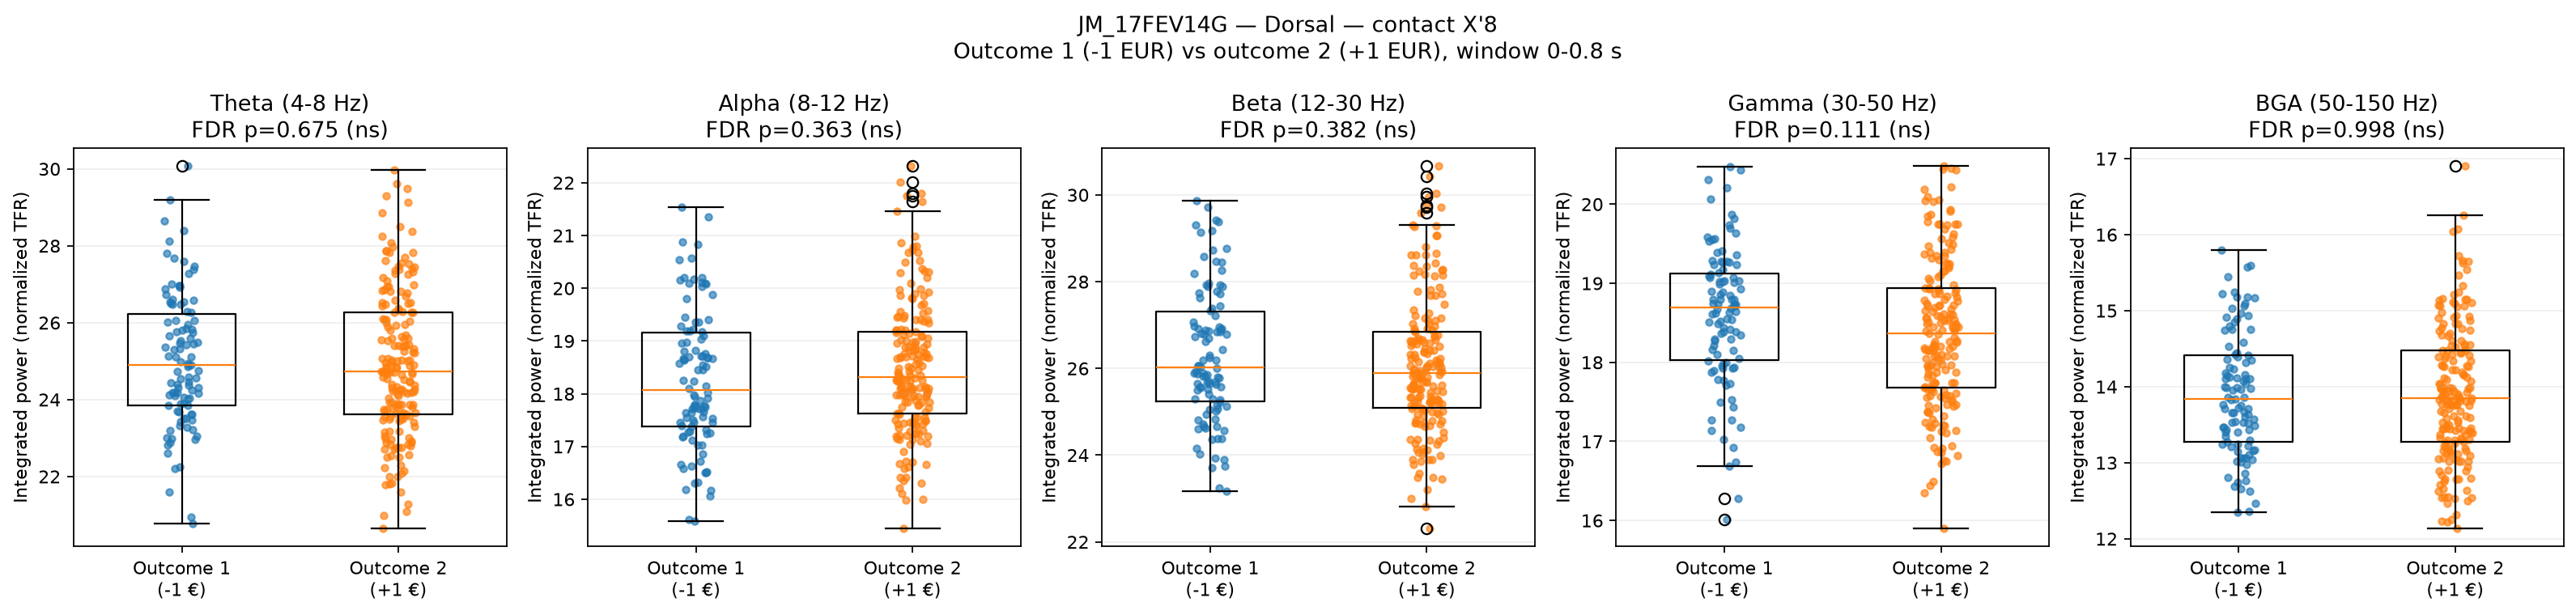 JM_17FEV14G — Dorsal — contact X'8
Outcome 1 (-1 EUR) vs outcome 2 (+1 EUR), window 0-0.8 s
Theta (4-8 Hz)
FDR p=0.675 (ns)
Integrated power (normalized TFR)
30
28
26
24
22
Outcome 1
(-1 €)
Outcome 2
(+1 €)
Alpha (8-12 Hz)
FDR p=0.363 (ns)
Integrated power (normalized TFR)
22
21
20
19
18
17
16
Outcome 1
(-1 €)
Outcome 2
(+1 €)
Beta (12-30 Hz)
FDR p=0.382 (ns)
Integrated power (normalized TFR)
30
28
26
24
22
Outcome 1
(-1 €)
Outcome 2
(+1 €)
Gamma (30-50 Hz)
FDR p=0.111 (ns)
Integrated power (normalized TFR)
20
19
18
17
16
Outcome 1
(-1 €)
Outcome 2
(+1 €)
BGA (50-150 Hz)
FDR p=0.998 (ns)
Integrated power (normalized TFR)
17
16
15
14
13
12
Outcome 1
(-1 €)
Outcome 2
(+1 €)